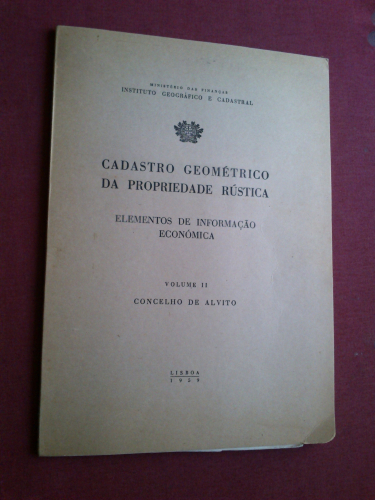 MINISTÉRIO DAS FINANÇAS
INSTITUTO GEOGRÁFICO E CADASTRAL
CADASTRO GEOMÉTRICO
DA PROPRIEDADE RÚSTICA
ELEMENTOS DE INFORMAÇÃO
ECONÓMICA
VOLUME II
CONCELHO DE ALVITO
LISBOA
1959